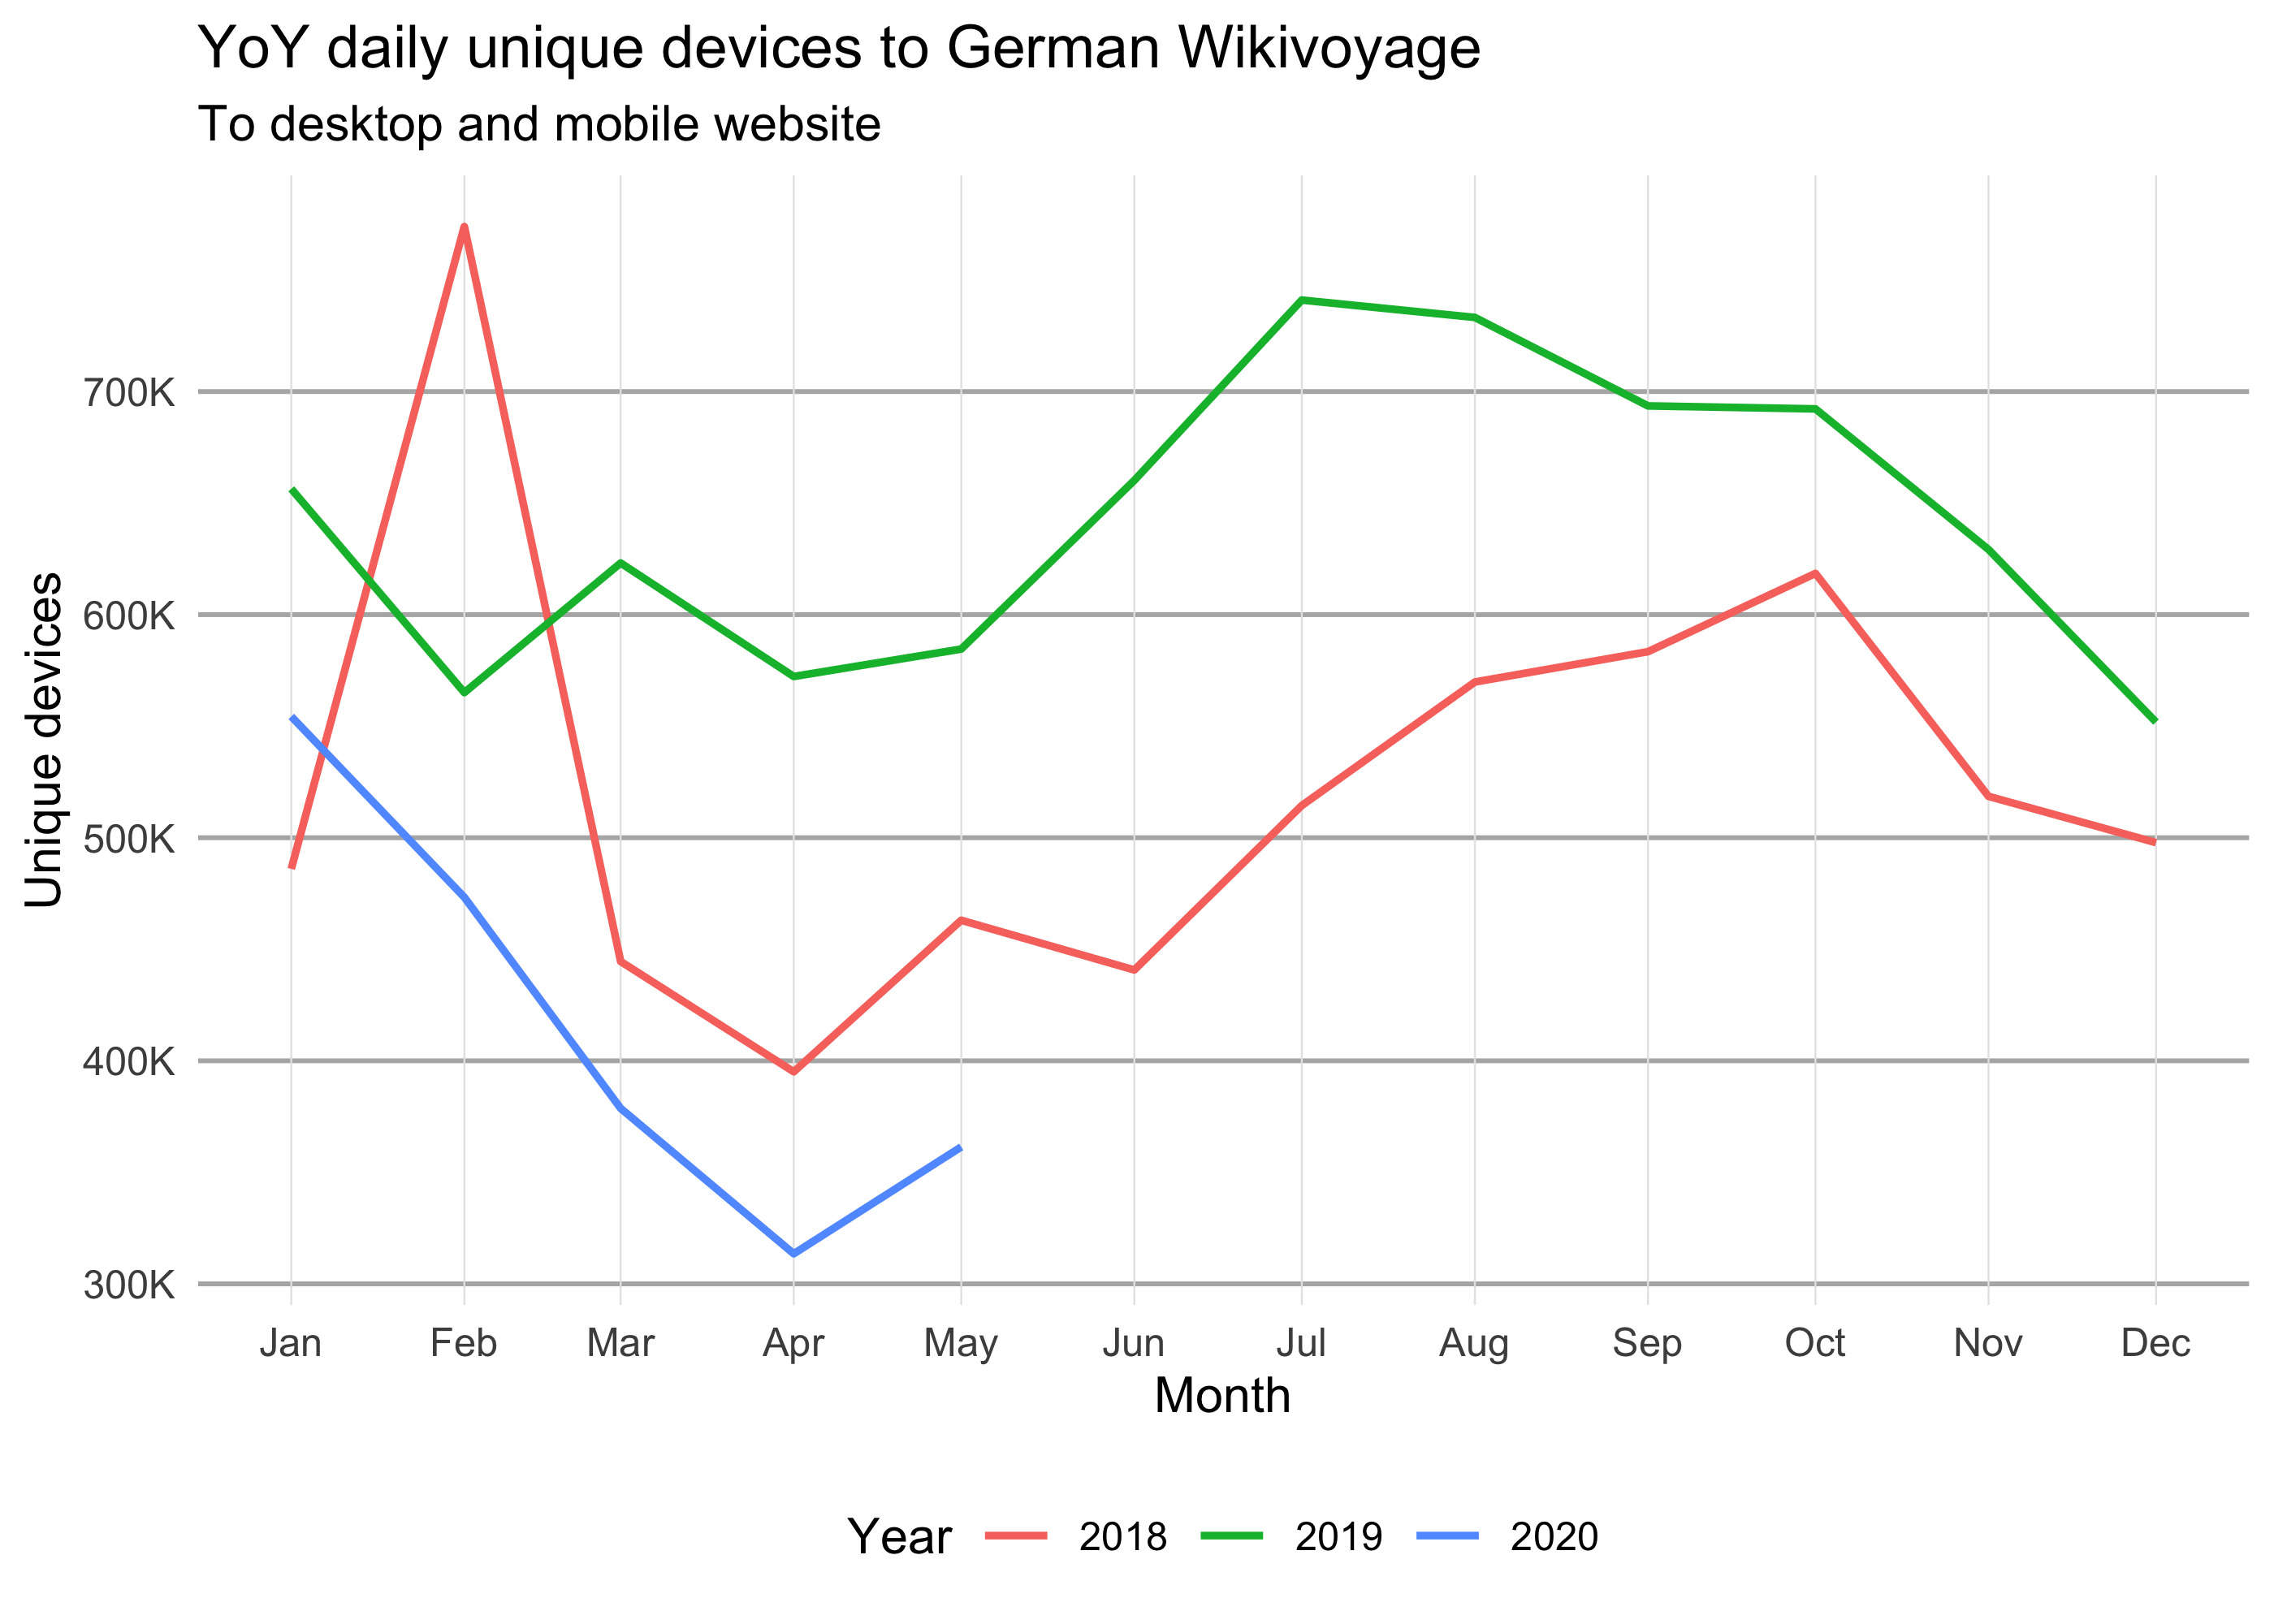 YoY daily unique devices to German Wikivoyage
To desktop and mobile website
Unique devices
700K
600K
500K
400K
300K
Jan Feb Mar Apr May Jun Jul Aug Sep Oct Nov Dec
Month
Year 2018 2019 2020